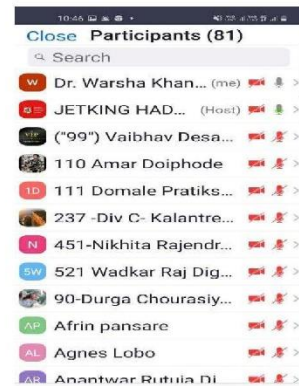 10:46
Close Participants (81)
Search
W Dr. Warsha Khan... (me)
JETKING HAD... (Host)
VIP ("99") Vaibhav Desa...
110 Amar Doiphode
1D 111 Domale Pratiks...
237 -Div C- Kalantre...
N 451-Nikhita Rajendr...
5W 521 Wadkar Raj Dig...
90-Durga Chourasiy...
AP Afrin pansare
AL Agnes Lobo
AR Anantwar Rutuja Di...